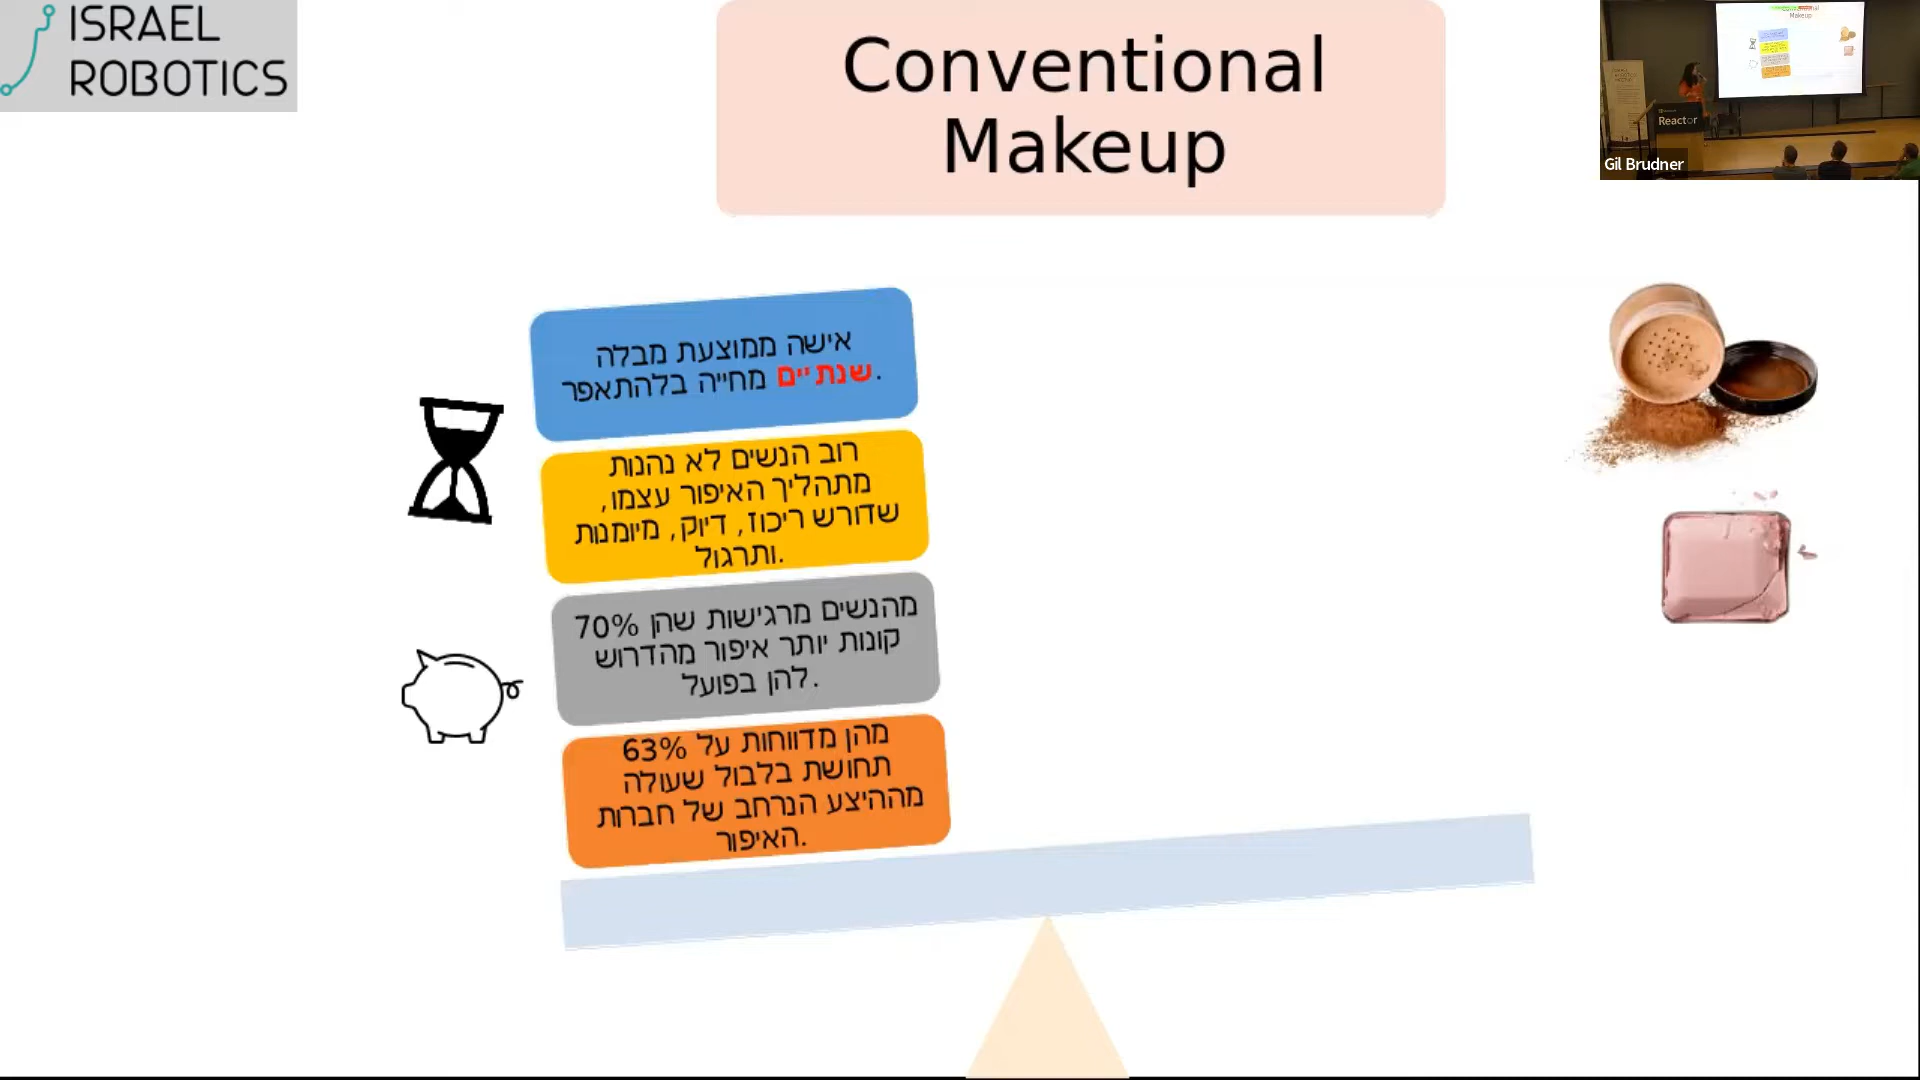 ISRAEL
ROBOTICS
Conventional
Makeup
אישה ממוצעת מבלה
שנתיים מחייה בלהתאפר.
רוב הנשים לא נהנות
מתהליך האיפור עצמו,
שדורש ריכוז, דיוק, מיומנות
ותרגול.
70% מהנשים מרגישות שהן
קונות יותר איפור מהדרוש
להן בפועל.
63% מהן מדווחות על
תחושת בלבול שעולה
מההיצע הנרחב של חברות
האיפור.
Makeup
Reactor
Gil Brudner